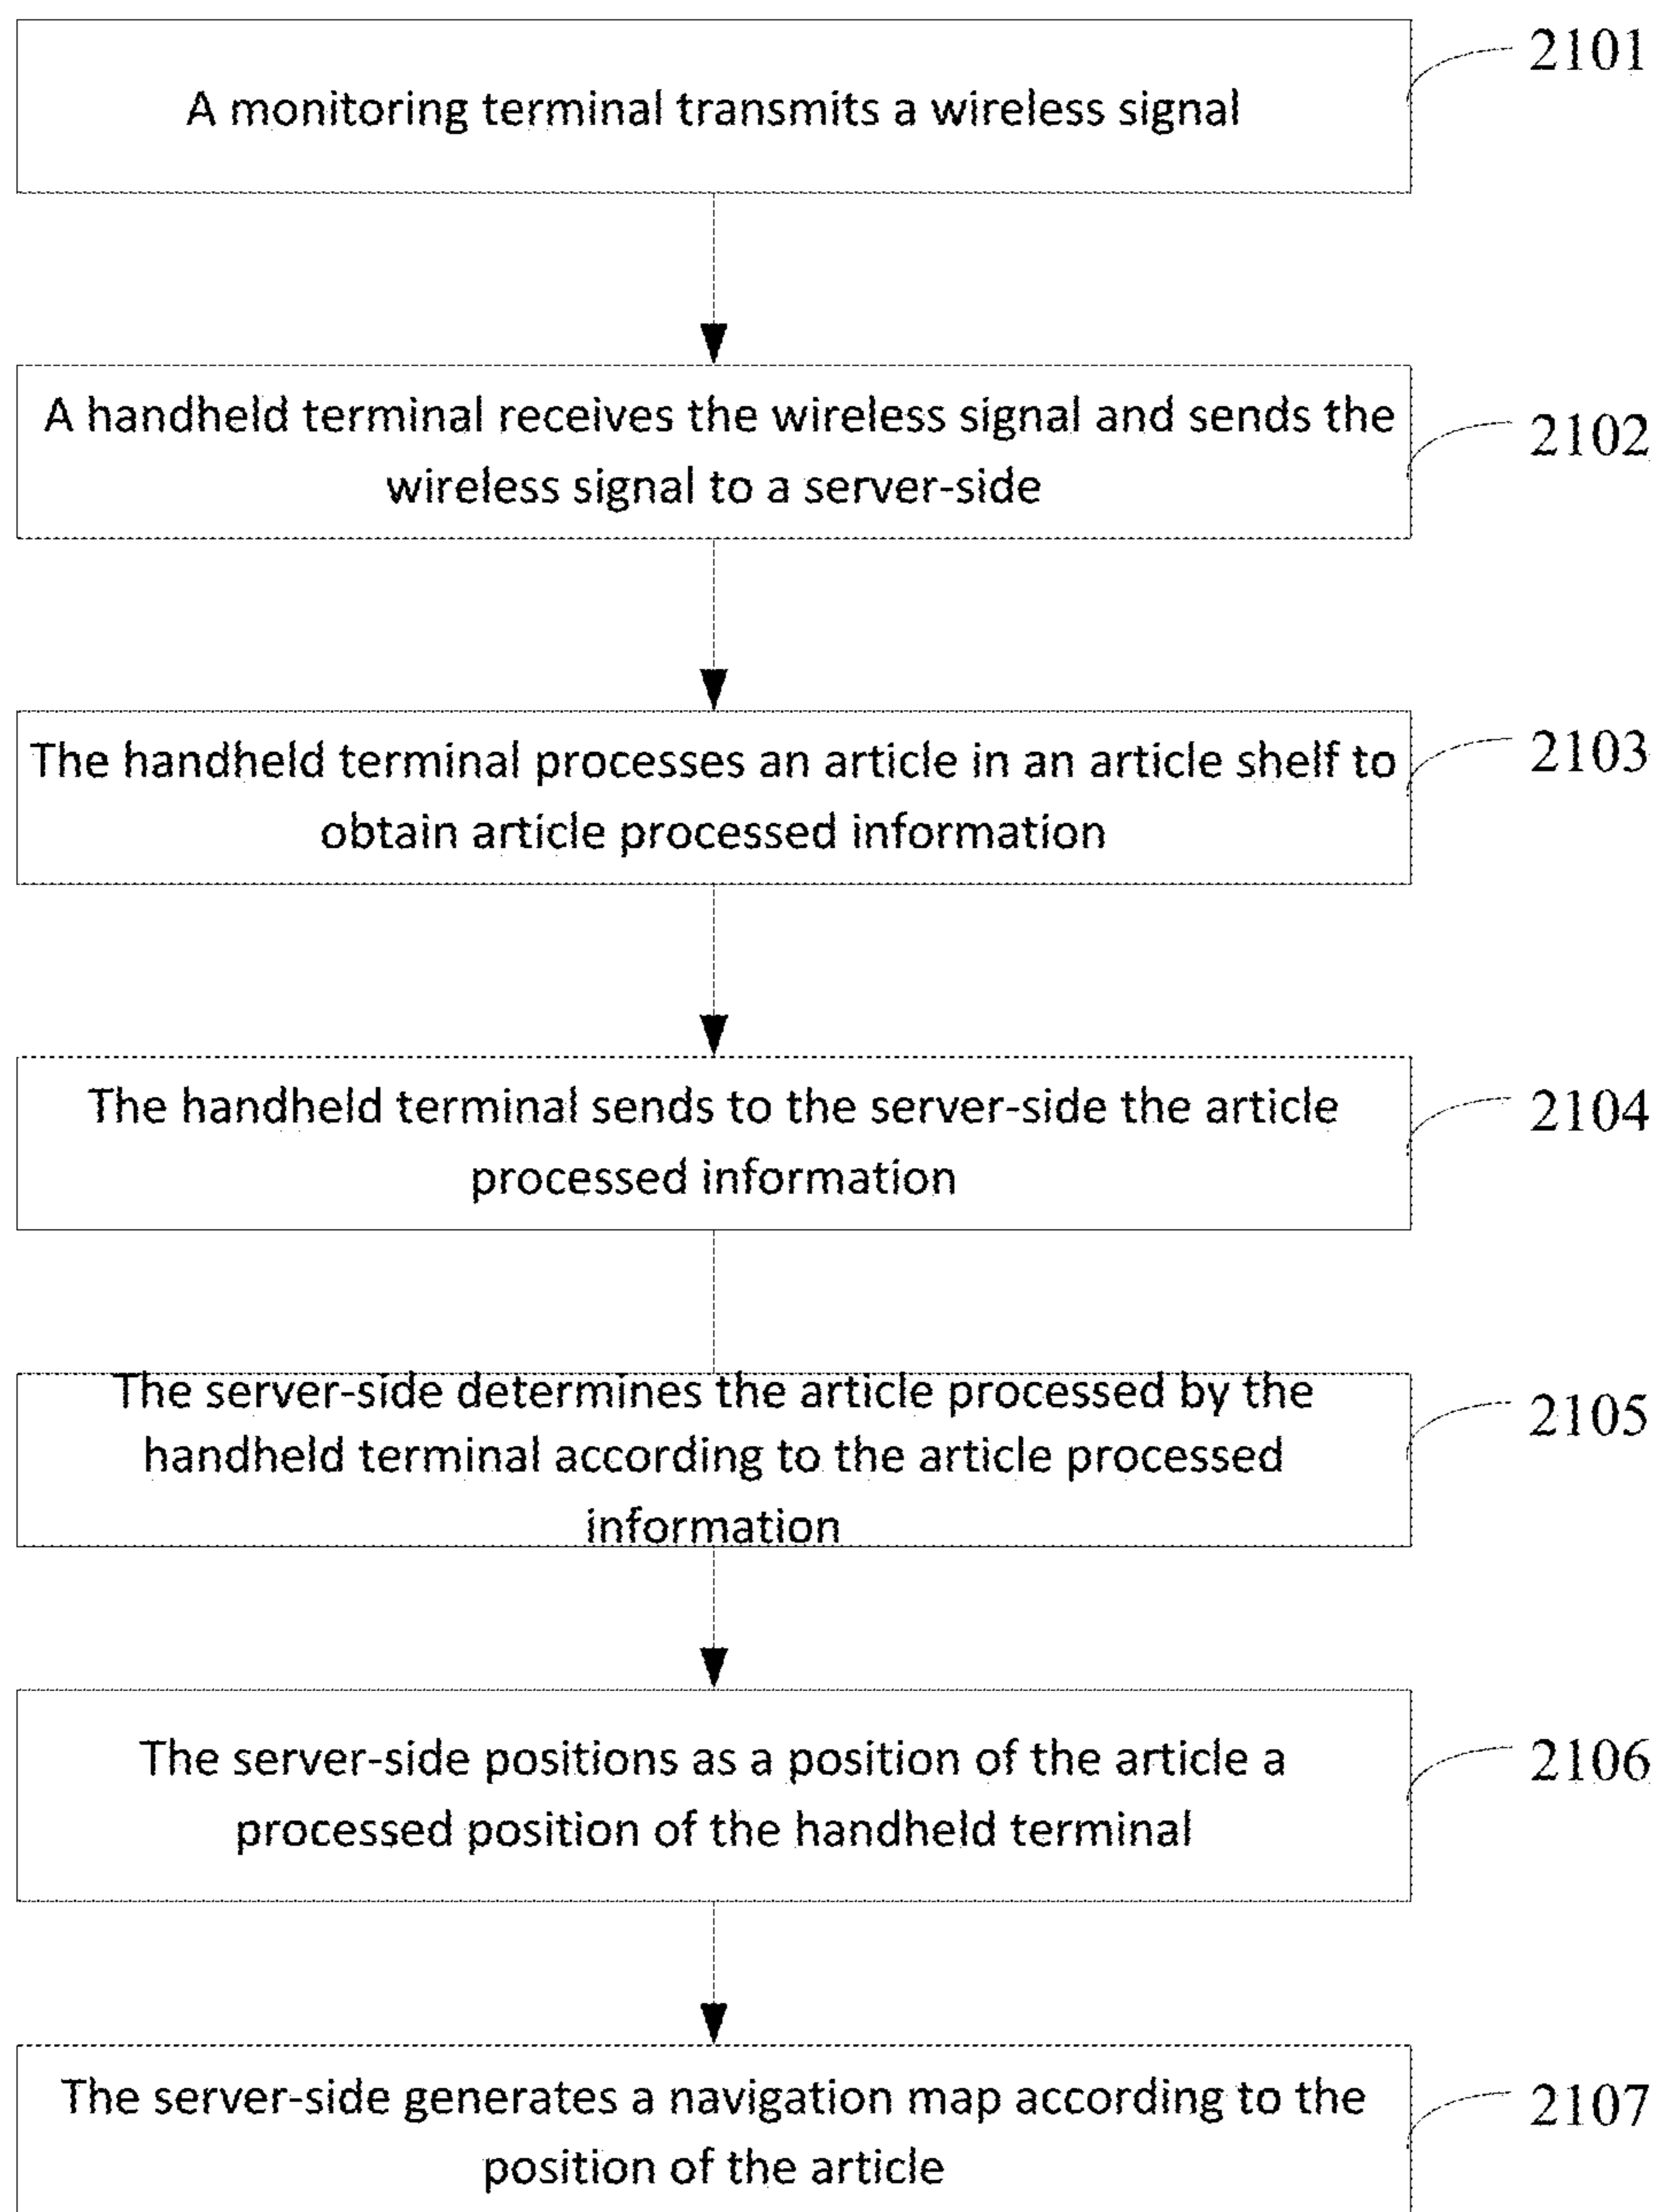 A monitoring terminal transmits a wireless signal
2101
A handheld terminal receives the wireless signal and sends the
wireless signal to a server-side
2102
The handheld terminal processes an article in an article shelf to
obtain article processed information
2103
The handheld terminal sends to the server-side the article
processed information
2104
The server-side determines the article processed by the
handheld terminal according to the article processed
information
2105
The server-side positions as a position of the article a
processed position of the handheld terminal
2106
The server-side generates a navigation map according to the
position of the article
2107